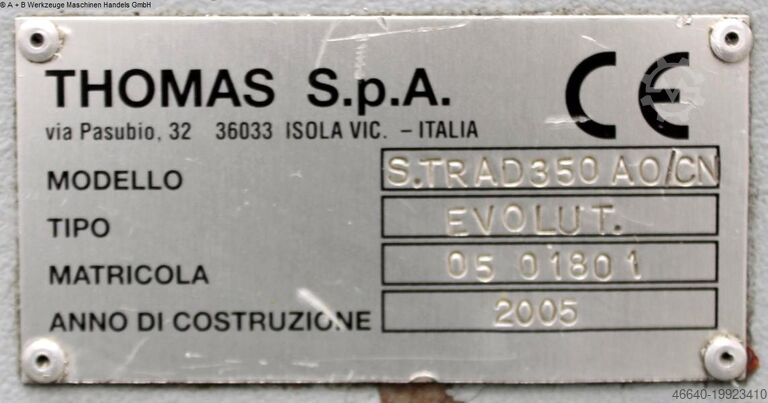 © A + B Werkzeuge Maschinen Handels GmbH
THOMAS S.p.A.
CE
via Pasubio, 32 36033 ISOLA VIC. – ITALIA
MODELLO S.TRAD350 AO/CN
TIPO EVOLUT.
MATRICOLA 05 01801
ANNO DI COSTRUZIONE 2005
46640-19923410